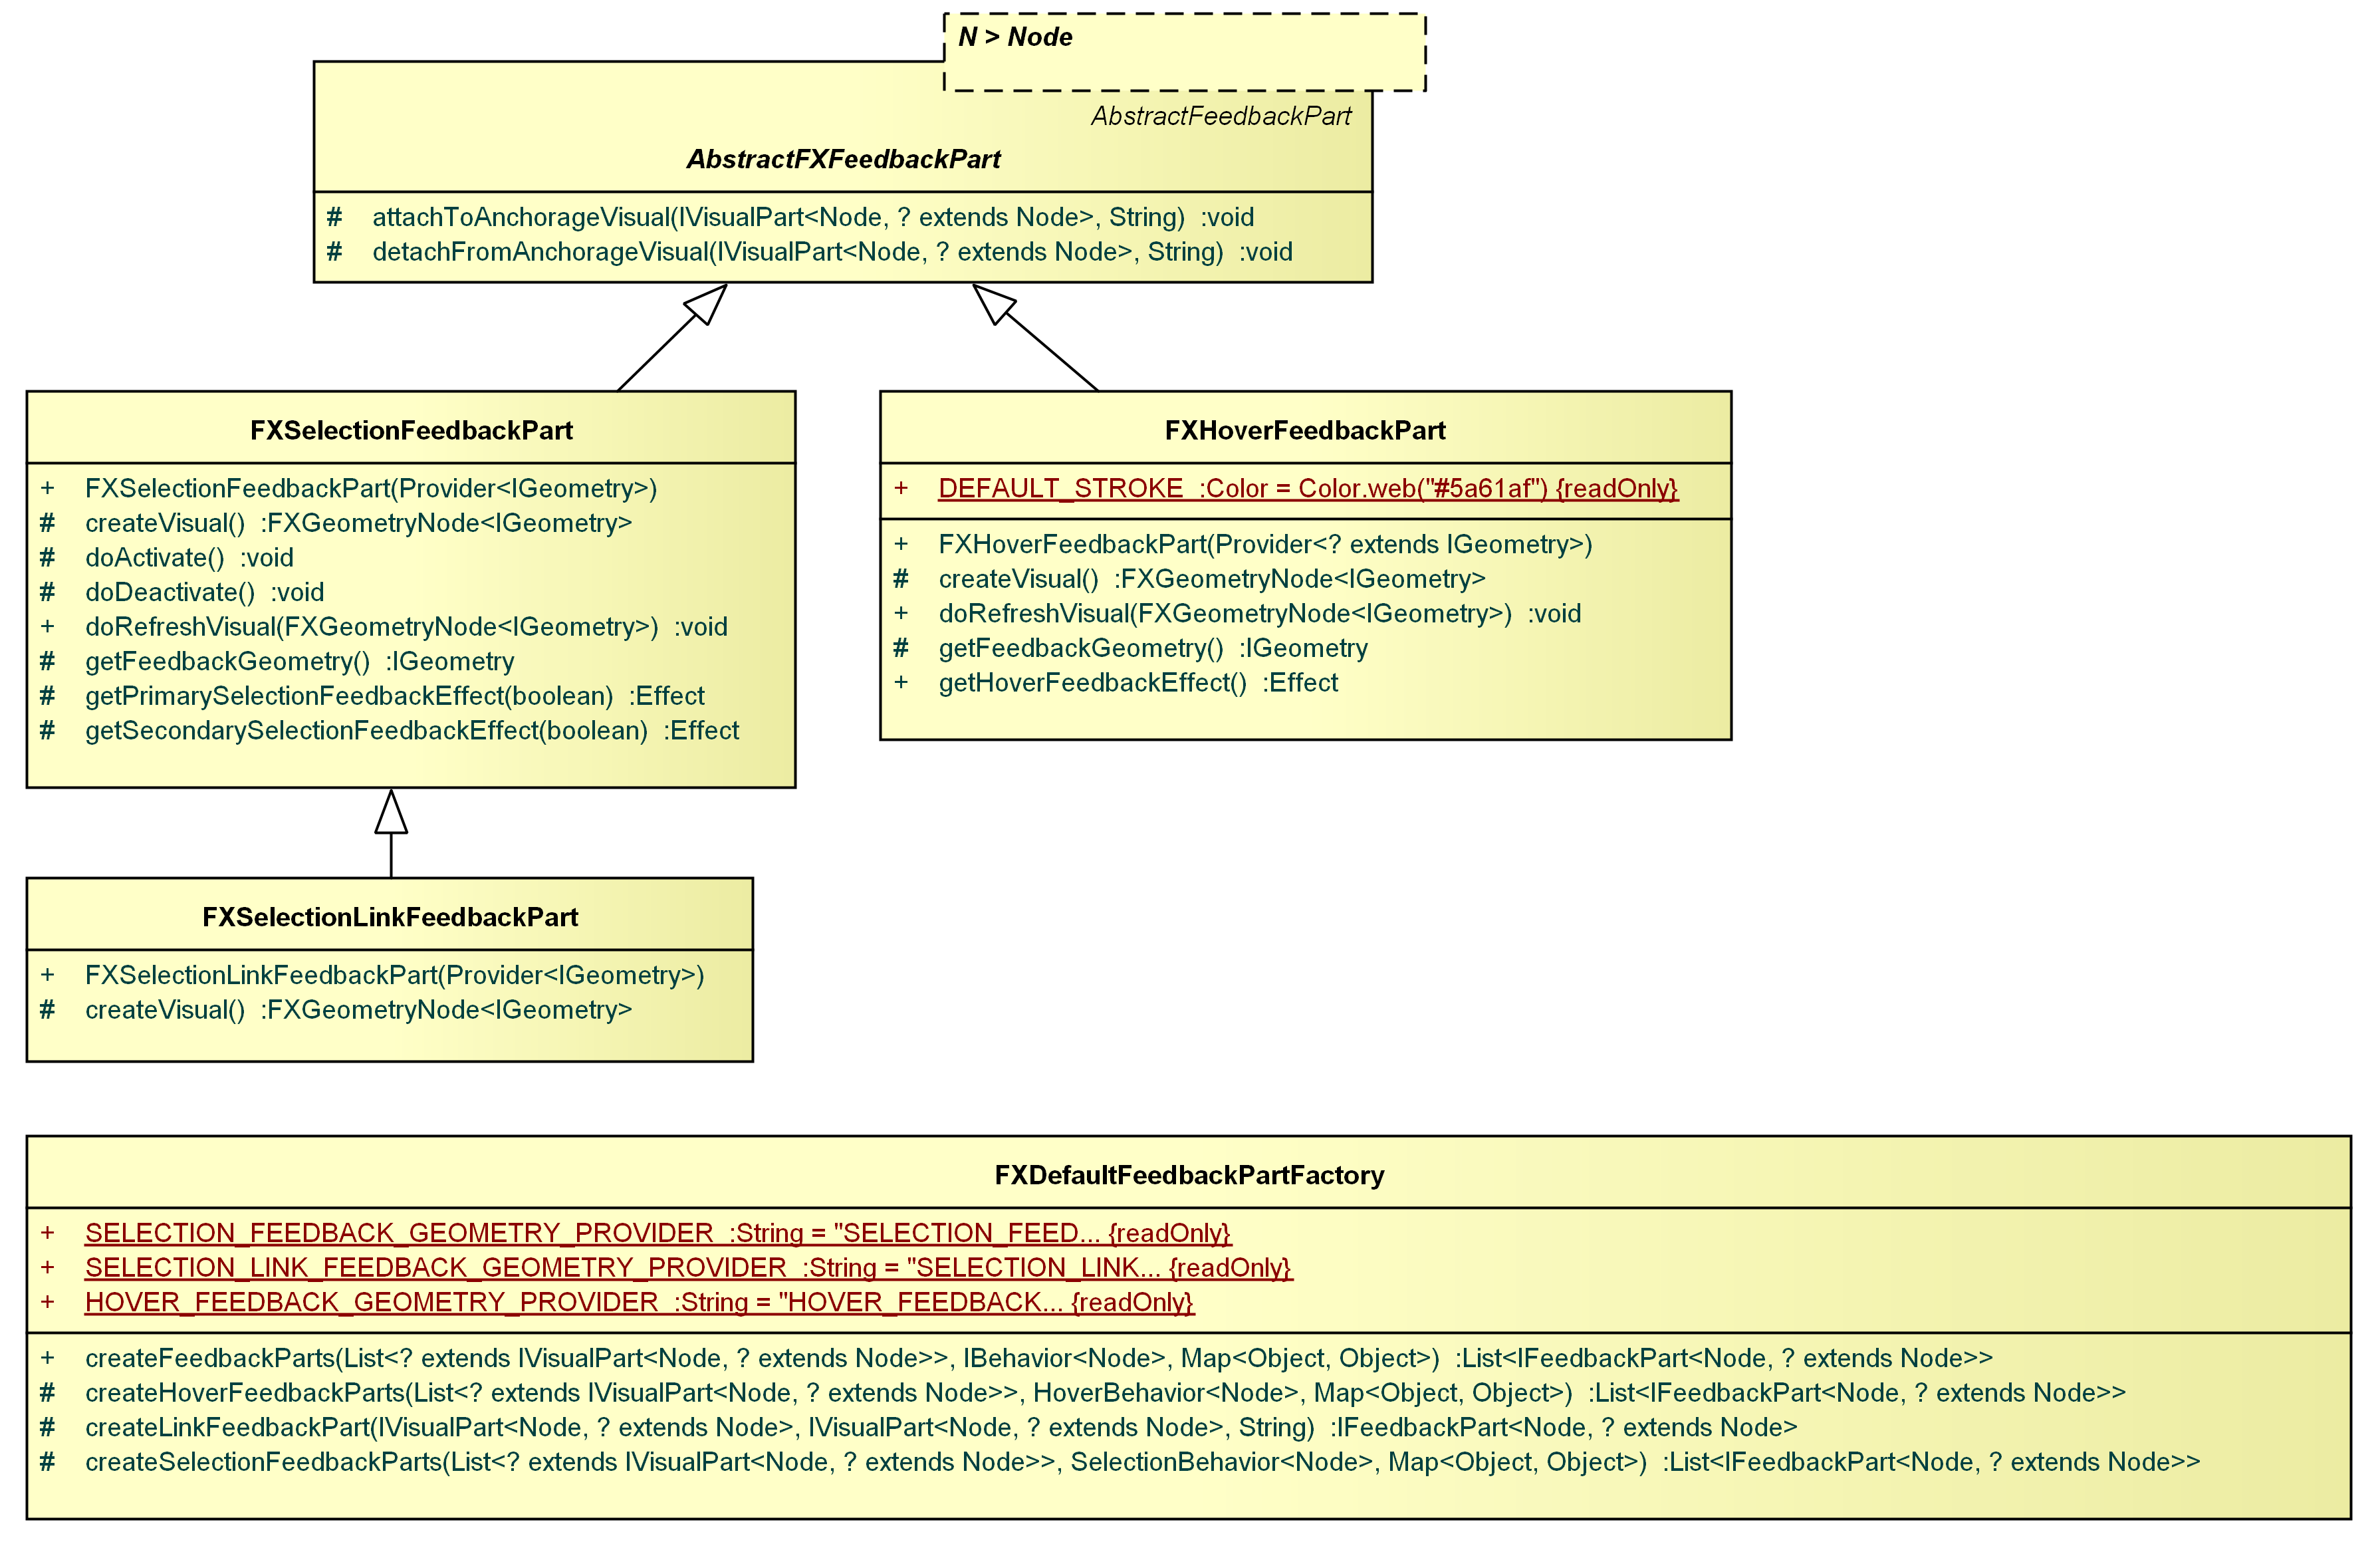 N > Node
AbstractFeedbackPart
AbstractFXFeedbackPart
# attachToAnchorageVisual(IVisualPart<Node, ? extends Node>, String) :void
# detachFromAnchorageVisual(IVisualPart<Node, ? extends Node>, String) :void
FXSelectionFeedbackPart
+ FXSelectionFeedbackPart(Provider<IGeometry>)
# createVisual() :FXGeometryNode<IGeometry>
# doActivate() :void
# doDeactivate() :void
+ doRefreshVisual(FXGeometryNode<IGeometry>) :void
# getFeedbackGeometry() :IGeometry
# getPrimarySelectionFeedbackEffect(boolean) :Effect
# getSecondarySelectionFeedbackEffect(boolean) :Effect
FXHoverFeedbackPart
+ DEFAULT_STROKE :Color = Color.web("#5a61af") {readOnly}
+ FXHoverFeedbackPart(Provider<? extends IGeometry>)
# createVisual() :FXGeometryNode<IGeometry>
+ doRefreshVisual(FXGeometryNode<IGeometry>) :void
# getFeedbackGeometry() :IGeometry
+ getHoverFeedbackEffect() :Effect
FXSelectionLinkFeedbackPart
+ FXSelectionLinkFeedbackPart(Provider<IGeometry>)
# createVisual() :FXGeometryNode<IGeometry>
FXDefaultFeedbackPartFactory
+ SELECTION_FEEDBACK_GEOMETRY_PROVIDER :String = "SELECTION_FEED... {readOnly}
+ SELECTION_LINK_FEEDBACK_GEOMETRY_PROVIDER :String = "SELECTION_LINK... {readOnly}
+ HOVER_FEEDBACK_GEOMETRY_PROVIDER :String = "HOVER_FEEDBACK... {readOnly}
+ createFeedbackParts(List<? extends IVisualPart<Node, ? extends Node>>, IBehavior<Node>, Map<Object, Object>) :List<IFeedbackPart<Node, ? extends Node>>
# createHoverFeedbackParts(List<? extends IVisualPart<Node, ? extends Node>>, HoverBehavior<Node>, Map<Object, Object>) :List<IFeedbackPart<Node, ? extends Node>>
# createLinkFeedbackPart(IVisualPart<Node, ? extends Node>, IVisualPart<Node, ? extends Node>, String) :IFeedbackPart<Node, ? extends Node>
# createSelectionFeedbackParts(List<? extends IVisualPart<Node, ? extends Node>>, SelectionBehavior<Node>, Map<Object, Object>) :List<IFeedbackPart<Node, ? extends Node>>